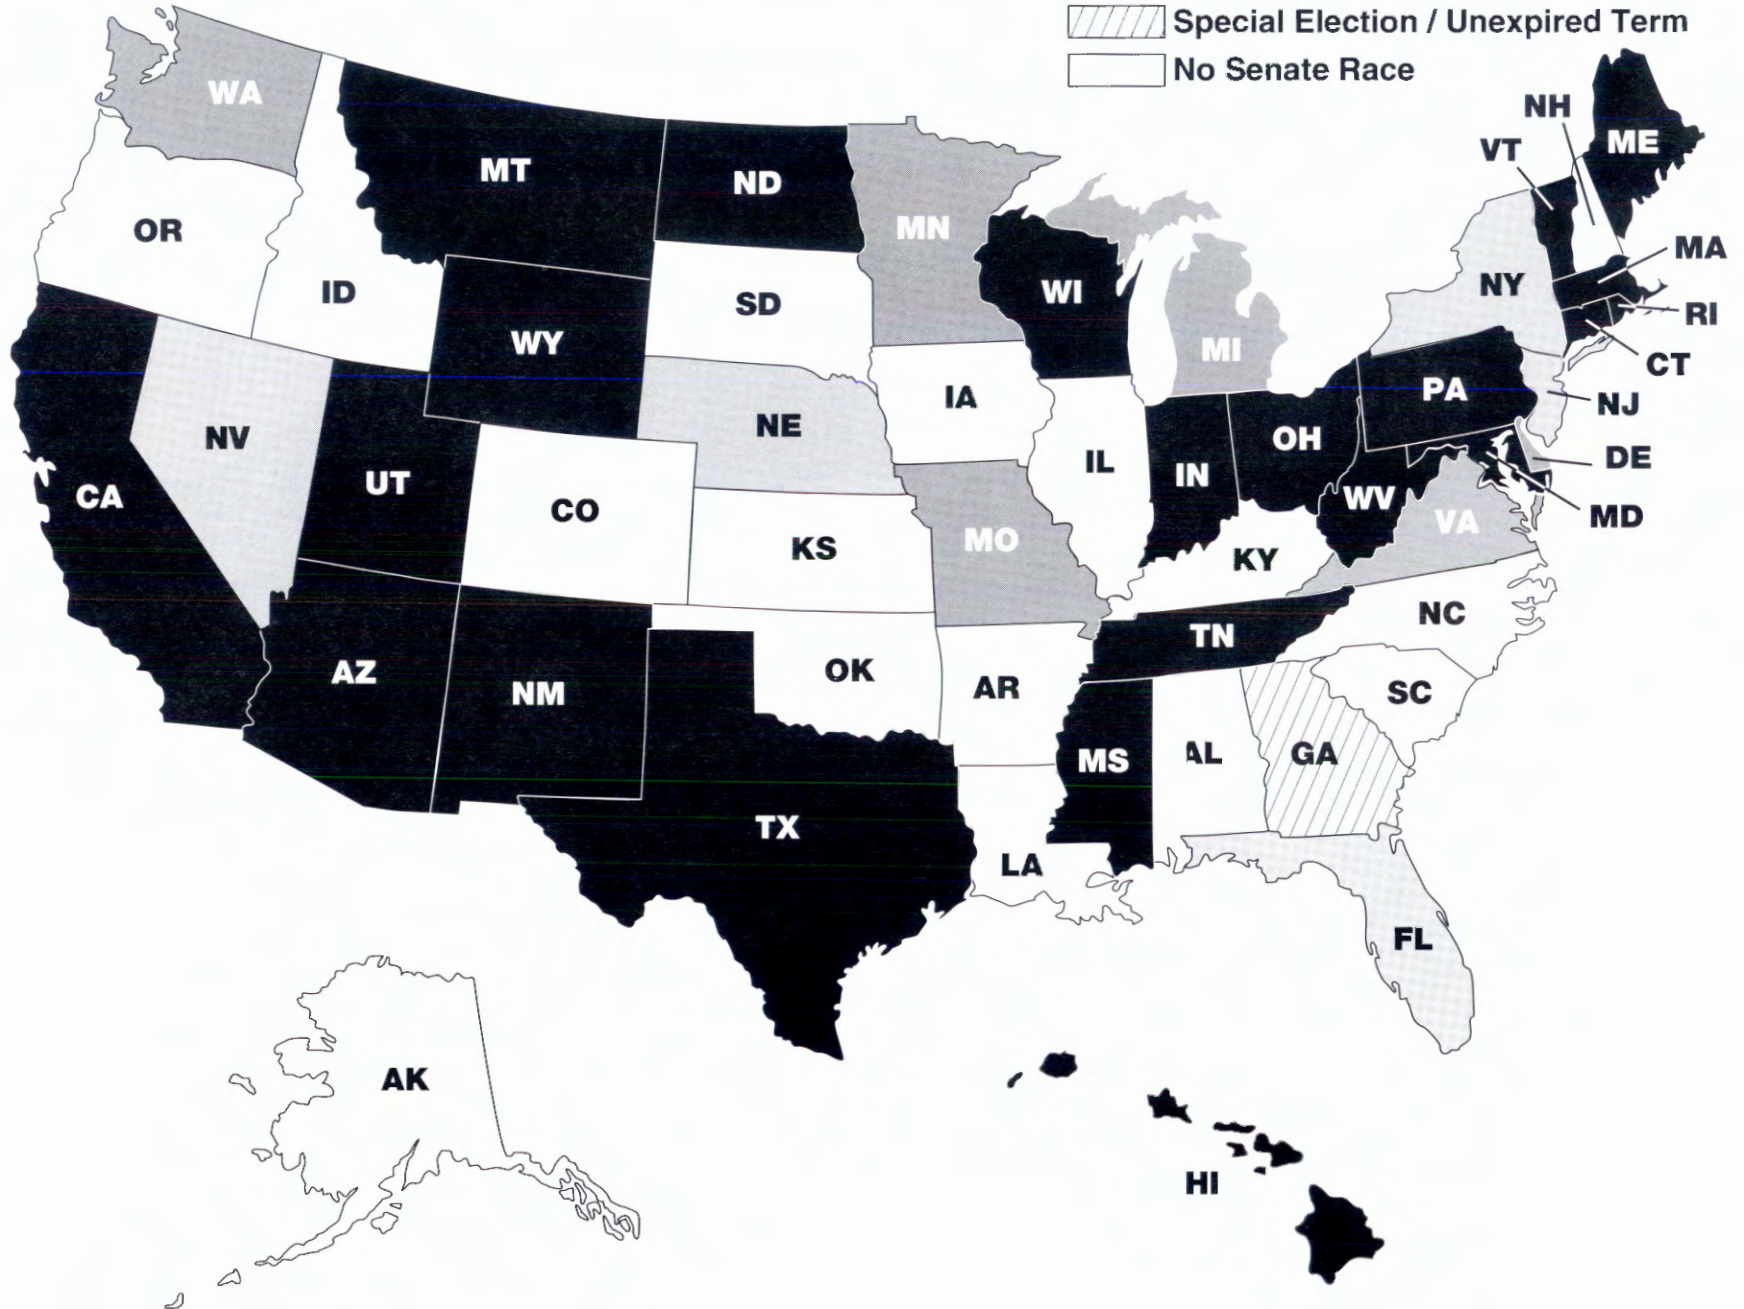 Special Election / Unexpired Term
No Senate Race
WA
MT
ND
MN
NH
ME
VT
OR
ID
SD
WI
NY
MA
RI
WY
MI
CT
NV
NE
IA
PA
NJ
CA
UT
CO
IL
IN
OH
WV
DE
MD
KS
MO
KY
VA
AZ
NM
OK
AR
TN
NC
SC
TX
MS
AL
GA
LA
FL
AK
HI